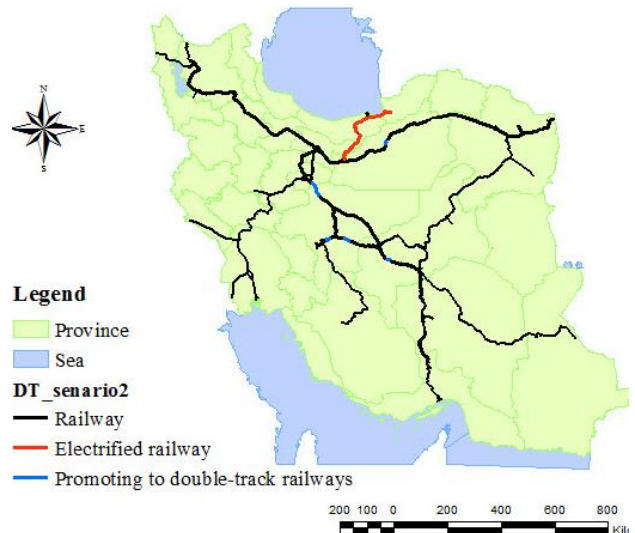 N
W
E
S
Legend
Province
Sea
DT_senario2
Railway
Electrified railway
Promoting to double-track railways
200 100 0 200 400 600 800
Kil